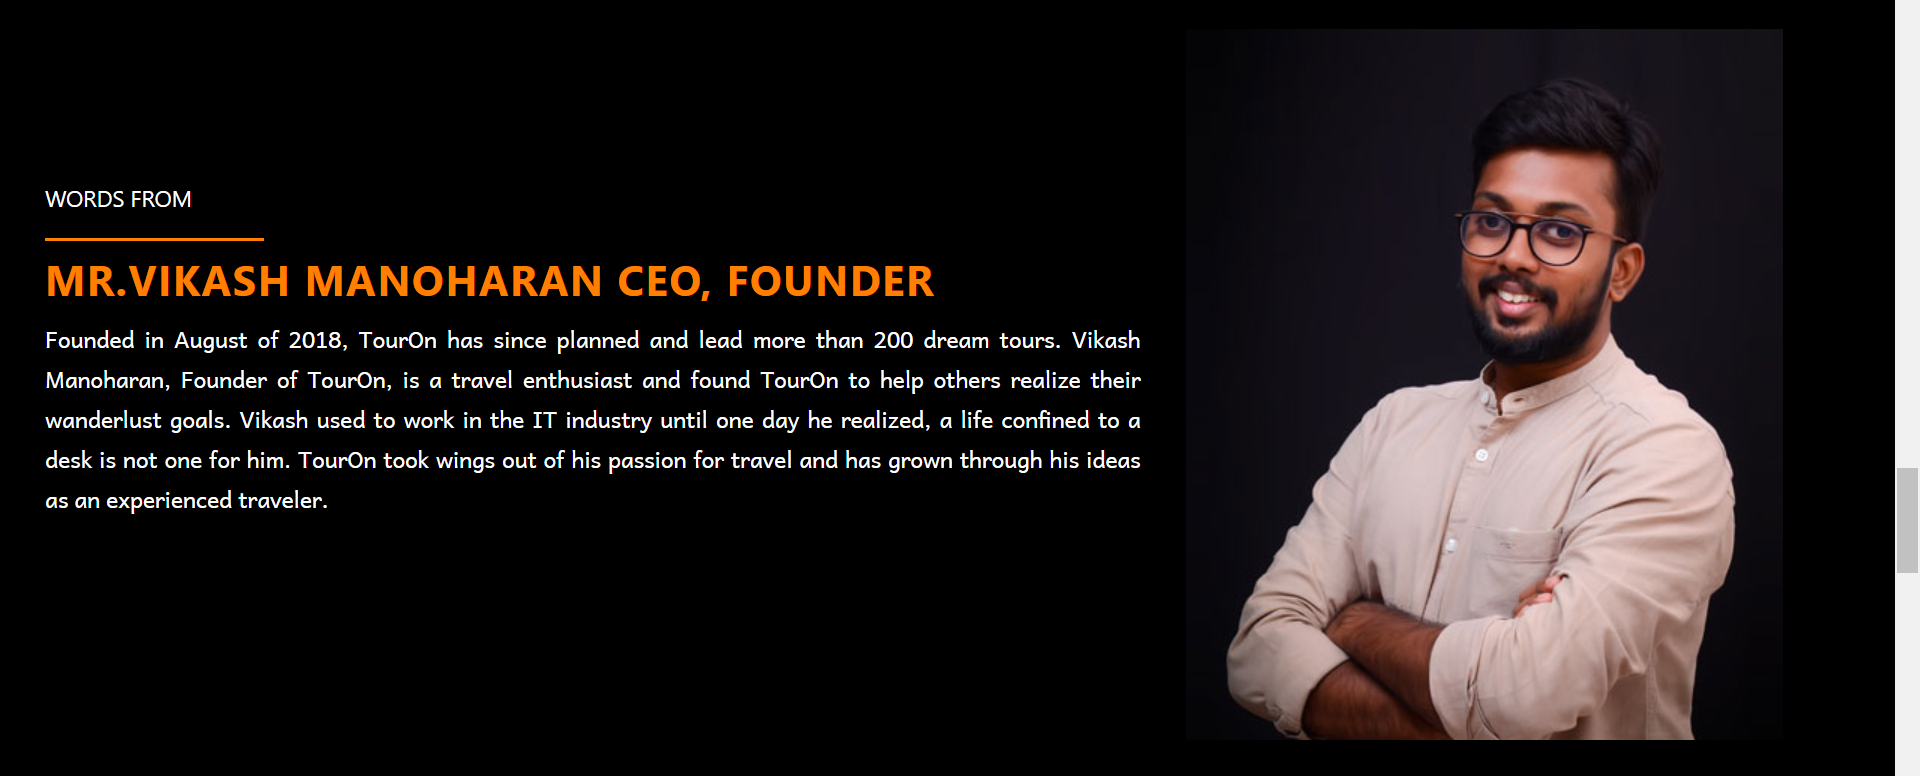 WORDS FROM
MR.VIKASH MANOHARAN CEO, FOUNDER
Founded in August of 2018, TourOn has since planned and lead more than 200 dream tours. Vikash
Manoharan, Founder of TourOn, is a travel enthusiast and found TourOn to help others realize their
wanderlust goals. Vikash used to work in the IT industry until one day he realized, a life confined to a
desk is not one for him. TourOn took wings out of his passion for travel and has grown through his ideas
as an experienced traveler.